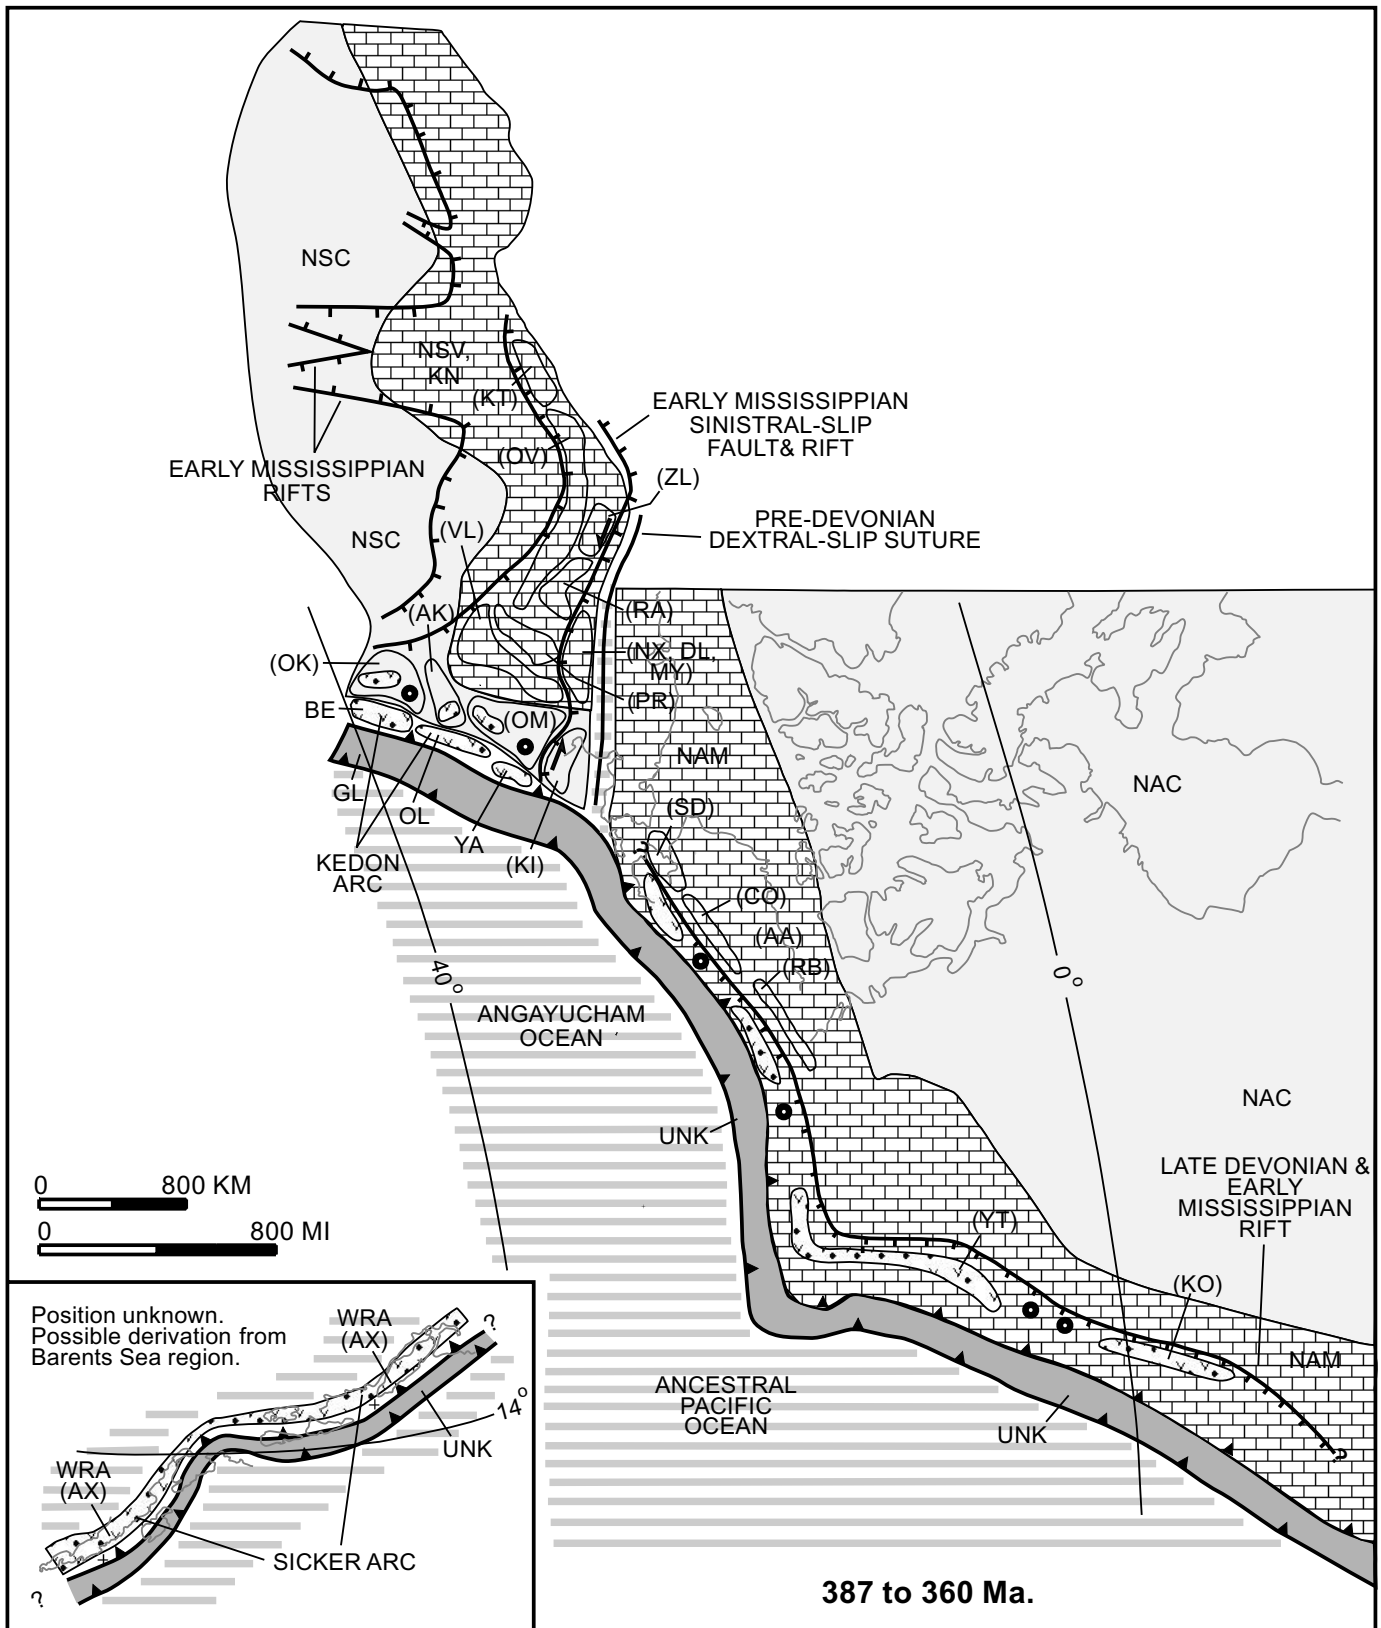 NSC
NSV,
KN
(KT)
EARLY MISSISSIPPIAN
SINISTRAL-SLIP
FAULT& RIFT
(OV)
EARLY MISSISSIPPIAN
RIFTS
(ZL)
PRE-DEVONIAN
DEXTRAL-SLIP SUTURE
NSC
(VL)
(AK)
(RA)
(OK)
(NX, DL,
MY)
(PR)
BE
(OM)
NAM
NAC
GL
OL
YA
(KI)
(SD)
KEDON
ARC
(CO)
(AA)
(RB)
40°
0°
ANGAYUCHAM
OCEAN
NAC
UNK
LATE DEVONIAN &
EARLY
MISSISSIPPIAN
RIFT
0 800 KM
0 800 MI
(YT)
(KO)
NAM
Position unknown.
Possible derivation from
Barents Sea region.
WRA
(AX)
?
14°
UNK
WRA
(AX)
SICKER ARC
?
ANCESTRAL
PACIFIC
OCEAN
UNK
?
387 to 360 Ma.